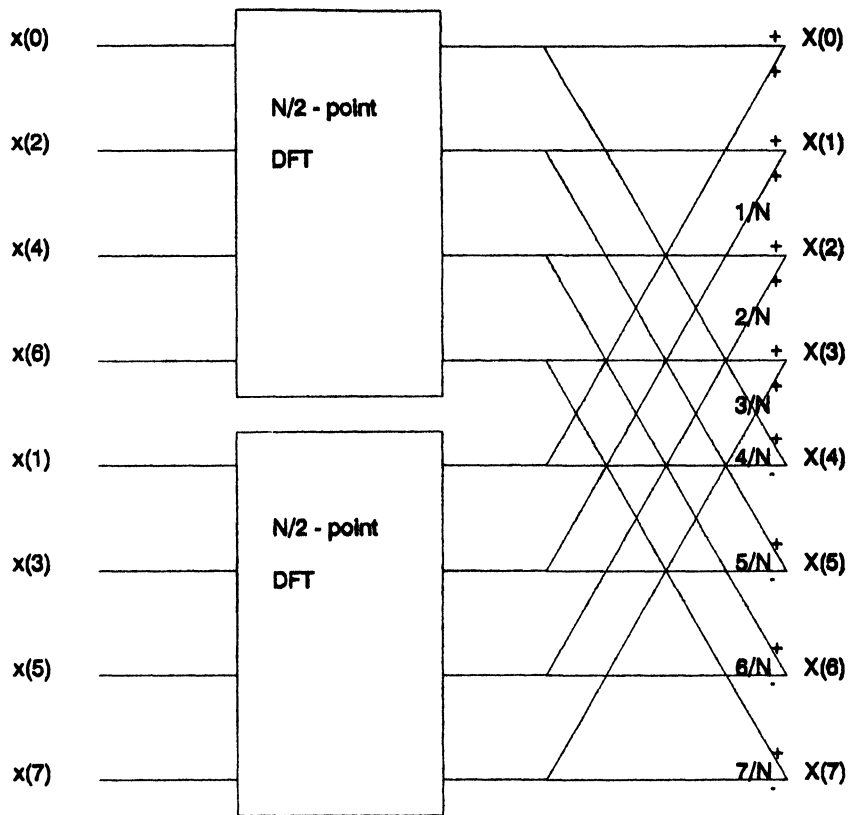 x(0)
+ X(0)
+
N/2 - point
x(2)
DFT
+ X(1)
+
1/N
x(4)
+ X(2)
+
2/N
x(6)
+ X(3)
+
3/N
+
x(1)
4/N X(4)
-
N/2 - point
+
x(3)
DFT
5/N X(5)
-
+
x(5)
6/N X(6)
-
+
x(7)
7/N X(7)
-